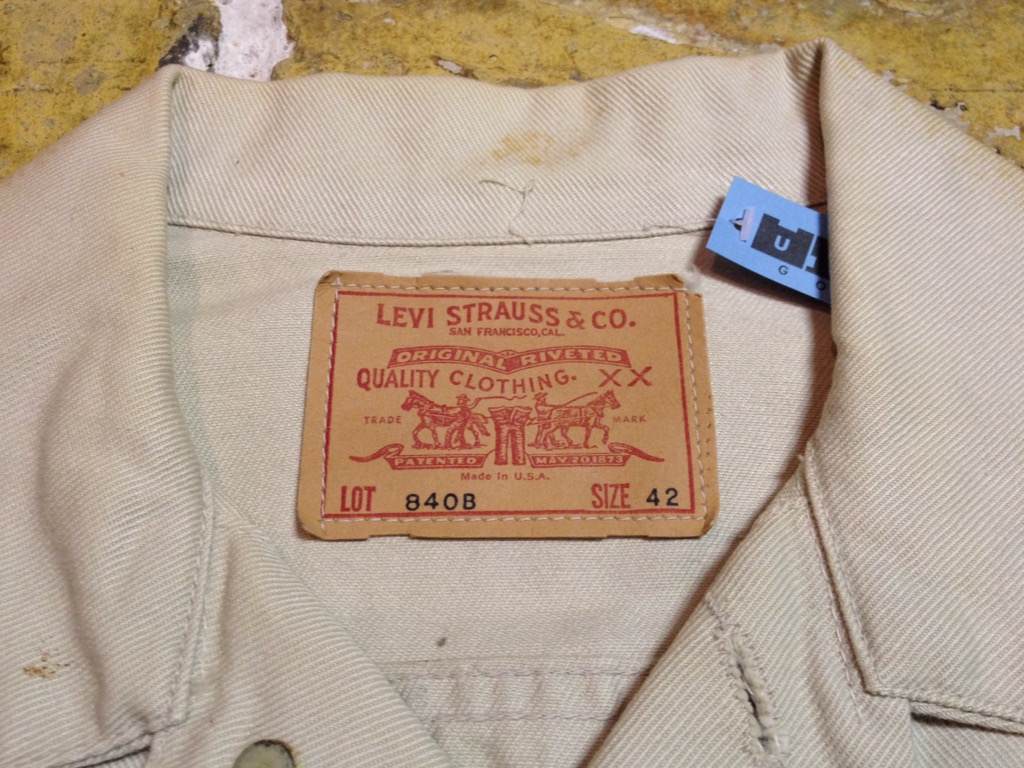 LEVI STRAUSS & CO.
SAN FRANCISCO, CAL.
ORIGINAL RIVETED
QUALITY CLOTHING. XX
TRADE MARK
PATENTED MAY 20 1873
Made in U.S.A.
LOT 840B SIZE 42
U
G O